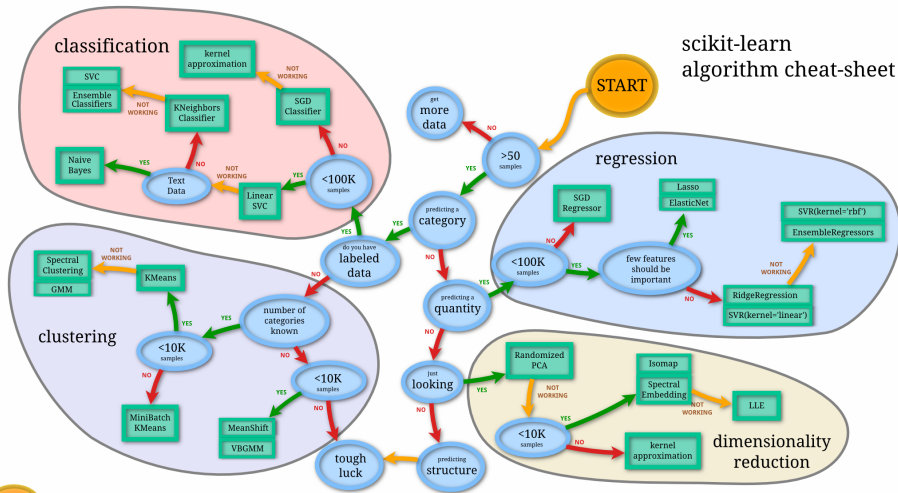 scikit-learn
algorithm cheat-sheet
START
classification
kernel
approximation
NOT
WORKING
SVC
Ensemble
Classifiers
NOT
WORKING
KNeighbors
Classifier
SGD
Classifier
NO
NO
Naive
Bayes
YES
Text
Data
NOT
WORKING
Linear
SVC
YES
<100K
samples
YES
get
more
data
NO
>50
samples
YES
predicting a
category
YES
do you have
labeled
data
NO
NO
predicting a
quantity
YES
NO
just
looking
YES
NO
predicting
structure
tough
luck
regression
SGD
Regressor
NO
<100K
samples
YES
Lasso
ElasticNet
YES
few features
should be
important
NO
SVR(kernel='rbf')
EnsembleRegressors
NOT
WORKING
RidgeRegression
SVR(kernel='linear')
clustering
Spectral
Clustering
GMM
NOT
WORKING
KMeans
YES
number of
categories
known
YES
NO
<10K
samples
NO
MiniBatch
KMeans
<10K
samples
YES
NO
MeanShift
VBGMM
dimensionality
reduction
Randomized
PCA
NOT
WORKING
<10K
samples
YES
NO
Isomap
Spectral
Embedding
NOT
WORKING
LLE
kernel
approximation